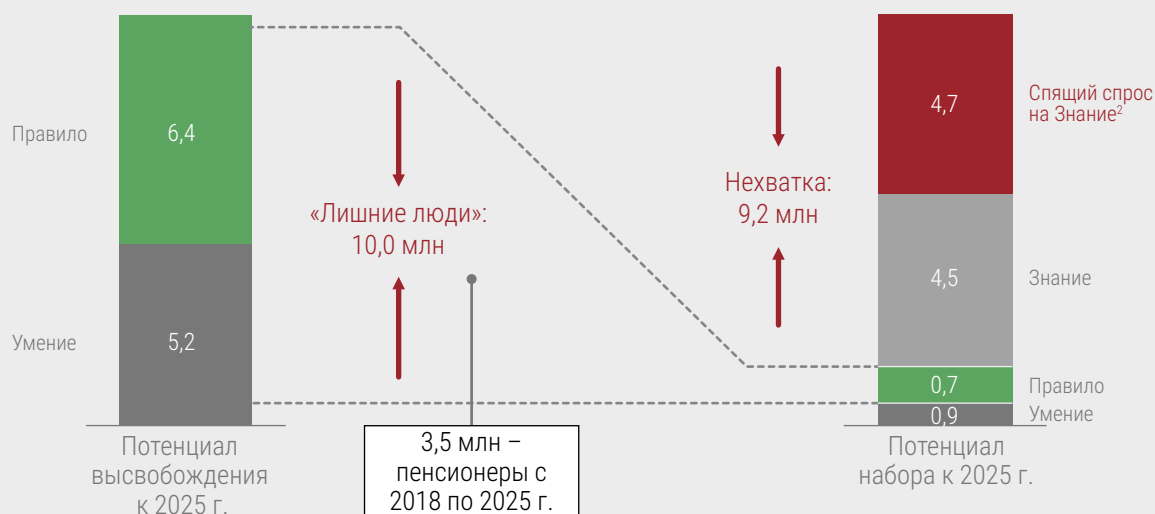 Правило
6,4
Умение
5,2
Потенциал
высвобождения
к 2025 г.
«Лишние люди»:
10,0 млн
3,5 млн –
пенсионеры с
2018 по 2025 г.
Нехватка:
9,2 млн
4,7
Спящий спрос
на Знание²
4,5
Знание
0,7
Правило
0,9
Умение
Потенциал
набора к 2025 г.